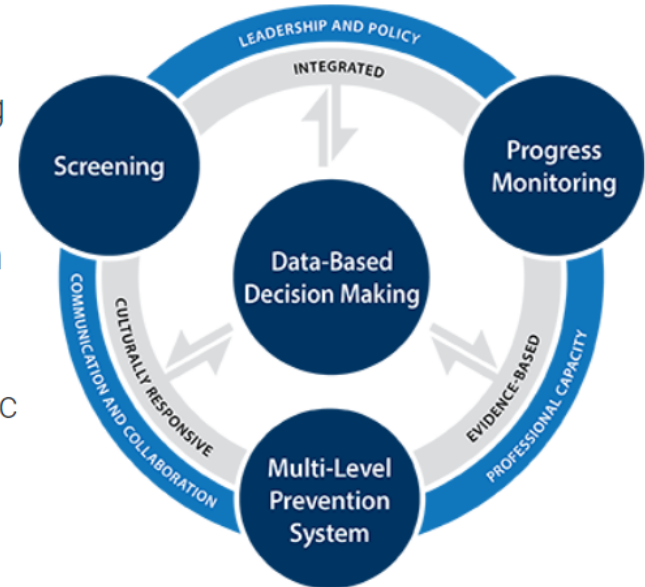 LEADERSHIP AND POLICY
INTEGRATED
Screening
Progress
Monitoring
Data-Based
Decision Making
COMMUNICATION AND COLLABORATION
CULTURALLY RESPONSIVE
EVIDENCE-BASED
PROFESSIONAL CAPACITY
Multi-Level
Prevention
System